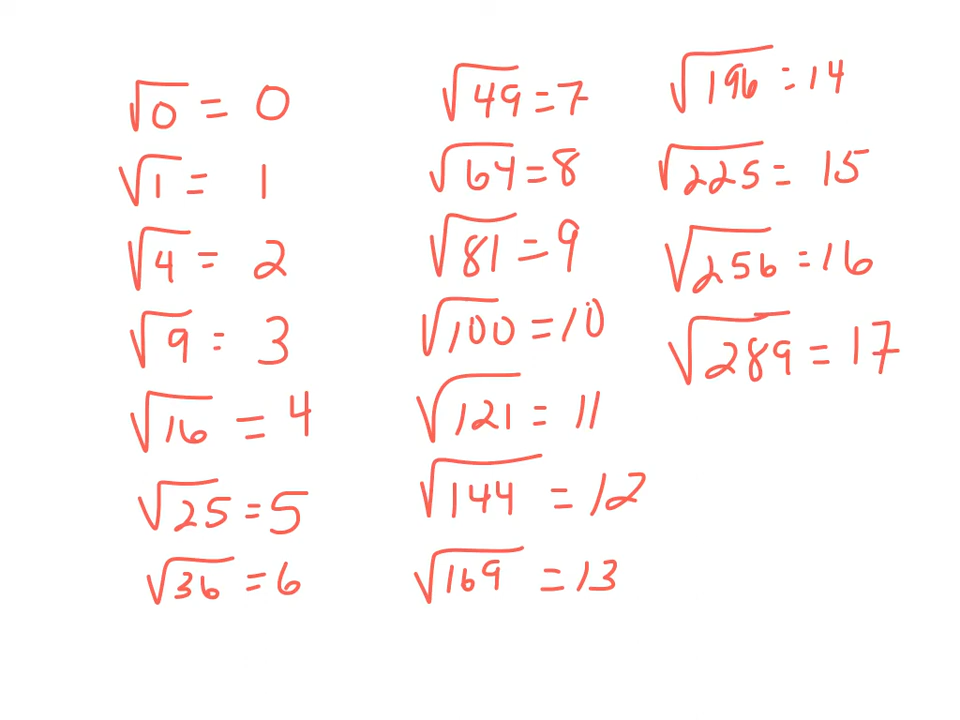 √0 = 0
√1 = 1
√4 = 2
√9 = 3
√16 = 4
√25 = 5
√36 = 6
√49 = 7
√64 = 8
√81 = 9
√100 = 10
√121 = 11
√144 = 12
√169 = 13
√196 = 14
√225 = 15
√256 = 16
√289 = 17